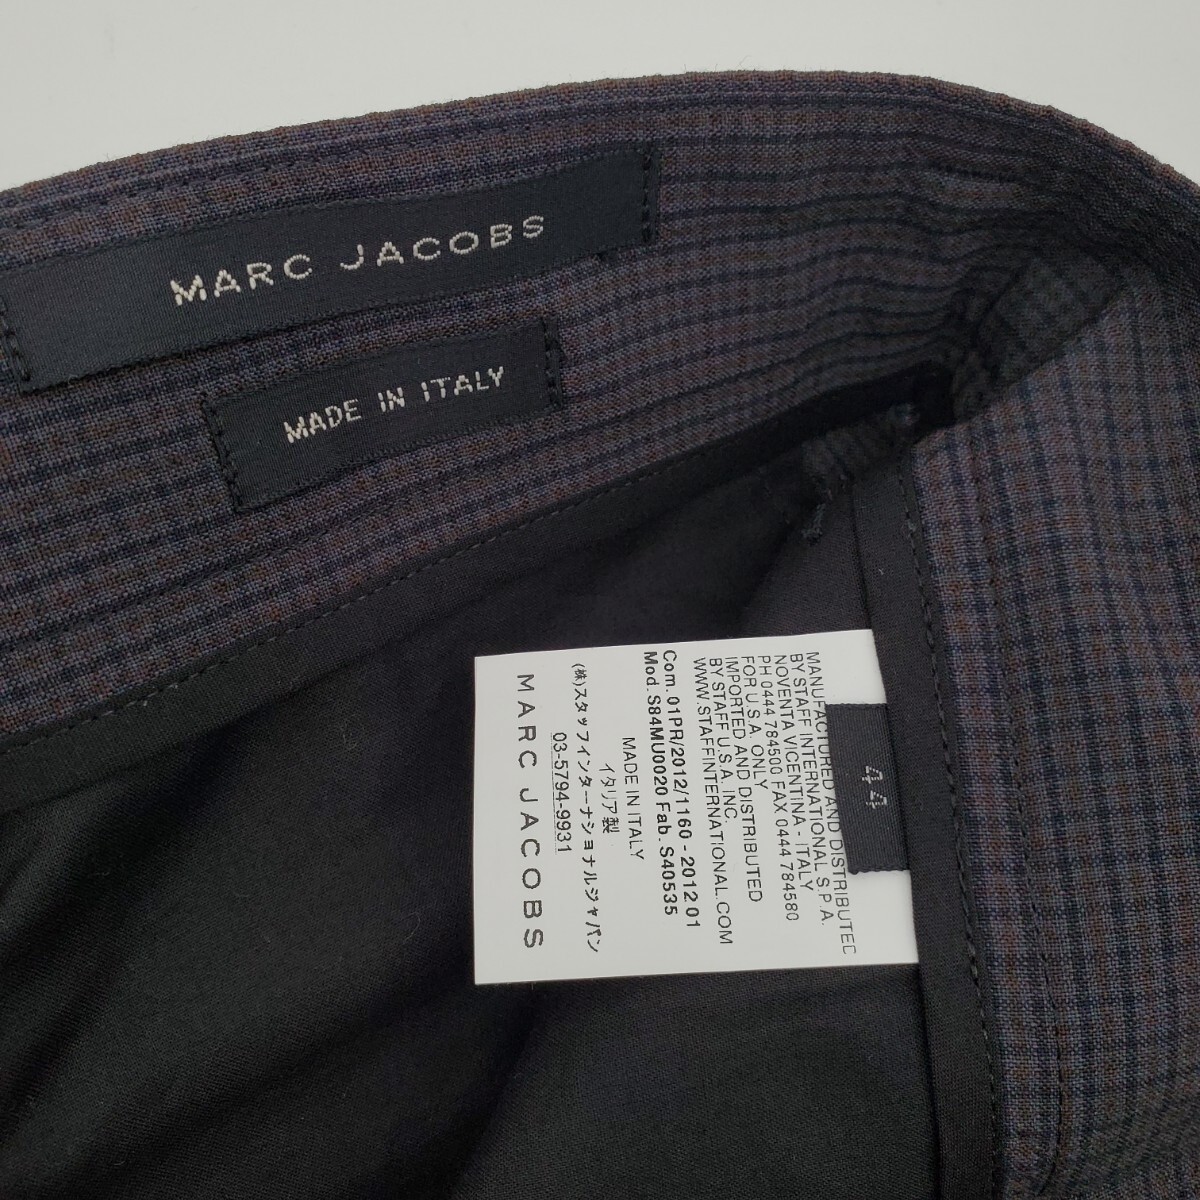 MARC JACOBS
MADE IN ITALY
44
MANUFACTURED AND DISTRIBUTED
BY STAFF INTERNATIONAL S.P.A.
NOVENTA VICENTINA - ITALY
PH 0444 784500 FAX 0444 784580
FOR U.S.A. ONLY
IMPORTED AND DISTRIBUTED
BY STAFF U.S.A. INC.
WWW.STAFFINTERNATIONAL.COM
Com. 01PR/2012/1160 - 2012 01
Mod. S84MU0020 Fab. S40535
MADE IN ITALY
イタリア製
(株)スタッフインターナショナルジャパン
03-5794-9931
MARC JACOBS